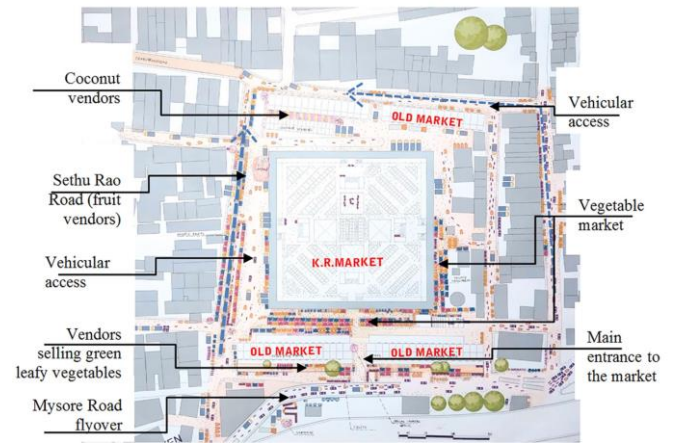 Coconut
vendors
Vehicular
access
OLD MARKET
Sethu Rao
Road (fruit
vendors)
Vegetable
market
K.R.MARKET
Vehicular
access
Vendors
selling green
leafy vegetables
OLD MARKET
OLD MARKET
Main
entrance to
the market
Mysore Road
flyover